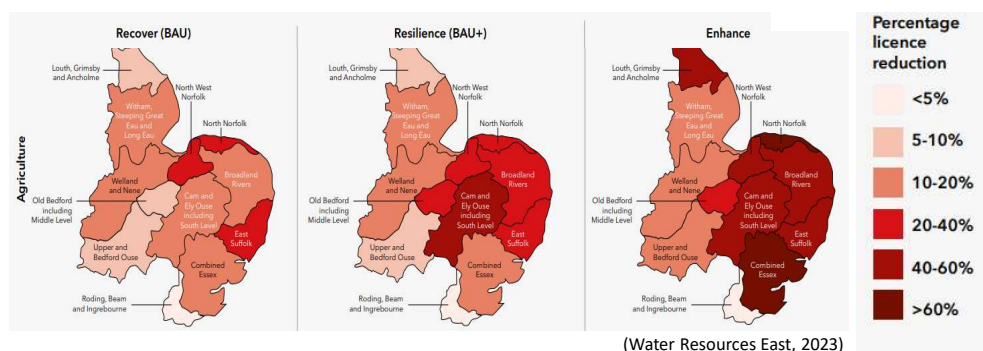 Recover (BAU)
Louth, Grimsby
and Ancholme
North West
Norfolk
North Norfolk
Witham,
Steeping Great
Eau and
Long Eau
Broadland
Rivers
Welland
and Nene
Old Bedford
including
Middle Level
Cam and
Ely Ouse
including
South Level
East
Suffolk
Upper and
Bedford Ouse
Combined
Essex
Roding, Beam
and Ingrebourne
Agriculture
Resilience (BAU+)
Louth, Grimsby
and Ancholme
North West
Norfolk
North Norfolk
Witham,
Steeping Great
Eau and
Long Eau
Broadland
Rivers
Welland
and Nene
Old Bedford
including
Middle Level
Cam and
Ely Ouse
including
South Level
East
Suffolk
Upper and
Bedford Ouse
Combined
Essex
Roding, Beam
and Ingrebourne
Enhance
Louth, Grimsby
and Ancholme
North West
Norfolk
North Norfolk
Witham,
Steeping Great
Eau and
Long Eau
Broadland
Rivers
Welland
and Nene
Old Bedford
including
Middle Level
Cam and
Ely Ouse
including
South Level
East
Suffolk
Upper and
Bedford Ouse
Combined
Essex
Roding, Beam
and Ingrebourne
Percentage
licence
reduction
<5%
5-10%
10-20%
20-40%
40-60%
>60%
(Water Resources East, 2023)